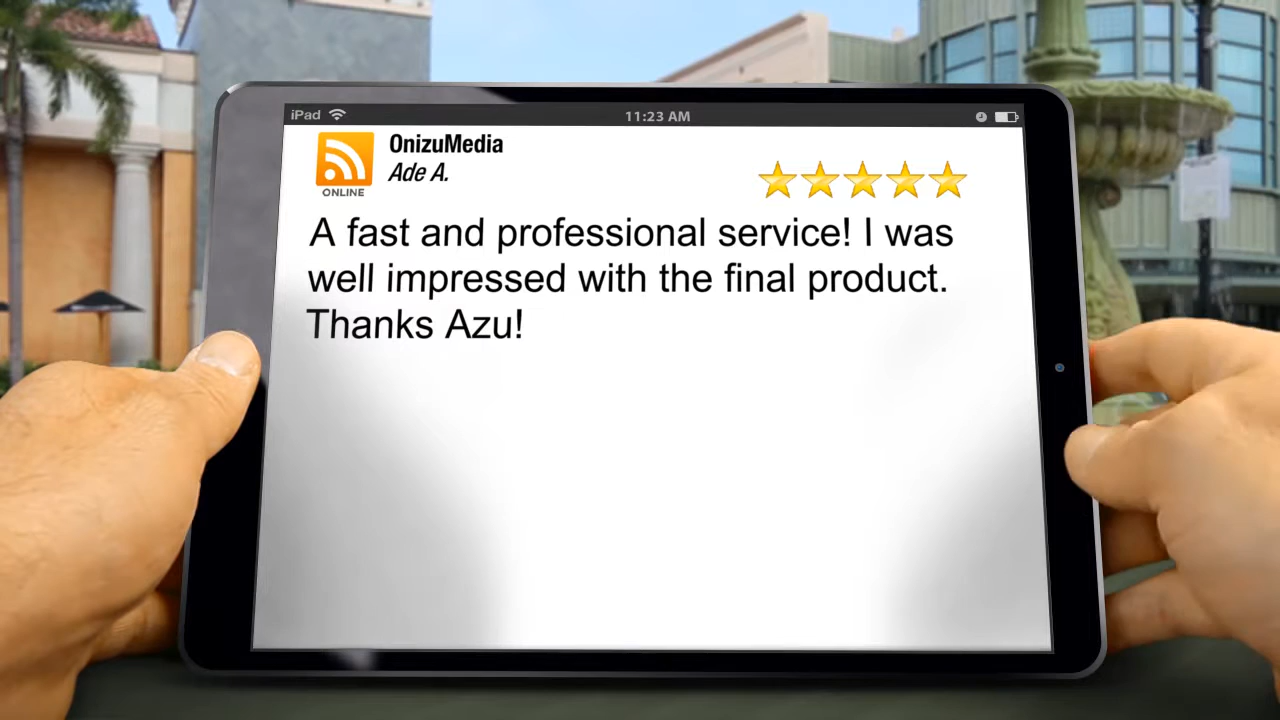 iPad 11:23 AM
OnizuMedia
Ade A.
ONLINE
A fast and professional service! I was
well impressed with the final product.
Thanks Azu!